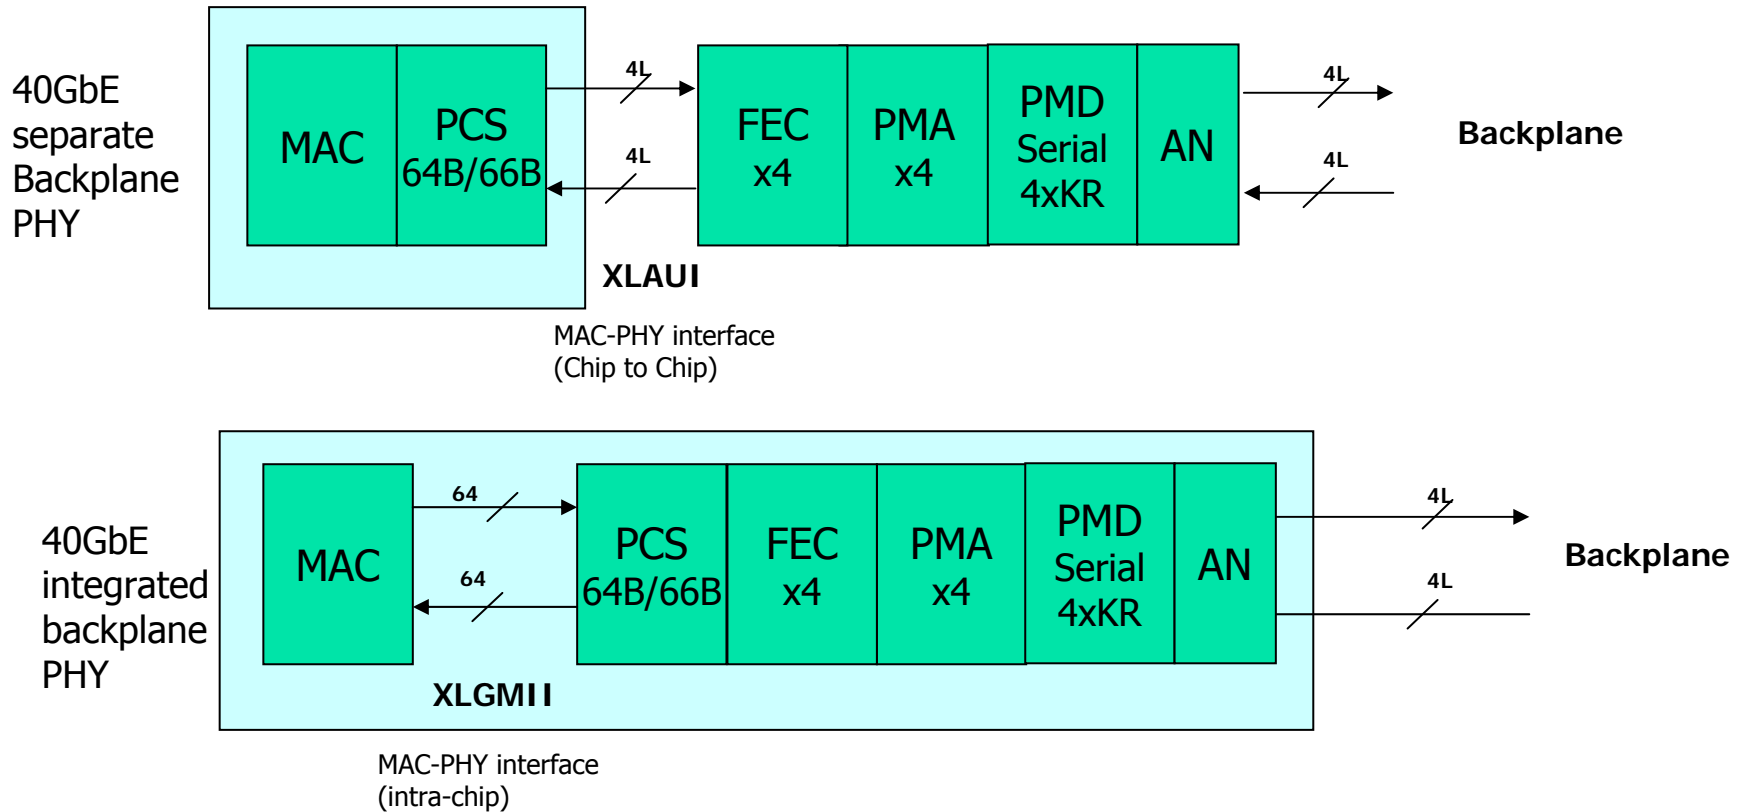 40GbE
separate
Backplane
PHY
MAC
PCS
64B/66B
4L
4L
FEC
x4
PMA
x4
PMD
Serial
4xKR
AN
4L
4L
Backplane
XLAUI
MAC-PHY interface
(Chip to Chip)
40GbE
integrated
backplane
PHY
MAC
64
64
PCS
64B/66B
FEC
x4
PMA
x4
PMD
Serial
4xKR
AN
4L
4L
Backplane
XLGMII
MAC-PHY interface
(intra-chip)